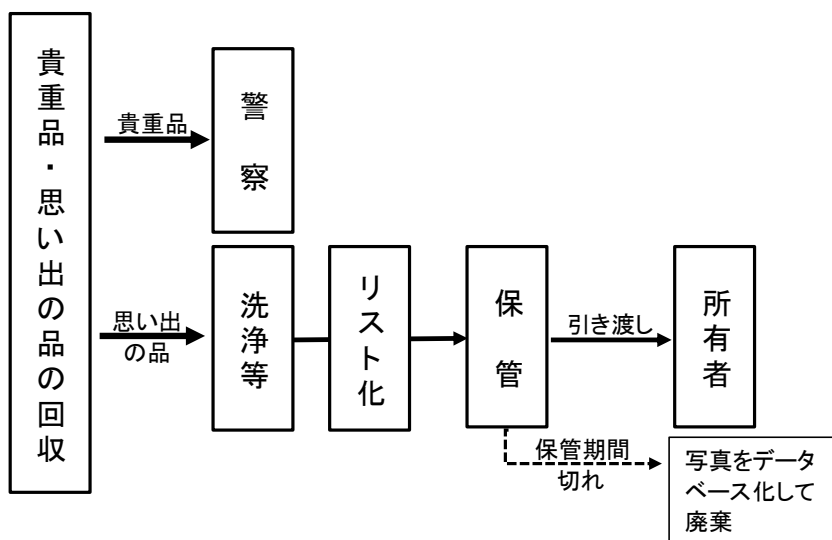 貴重品・思い出の品の回収
貴重品
警察
思い出
の品
洗浄等
リスト化
保管
引き渡し
所有者
保管期間
切れ
写真をデータ
ベース化して
廃棄